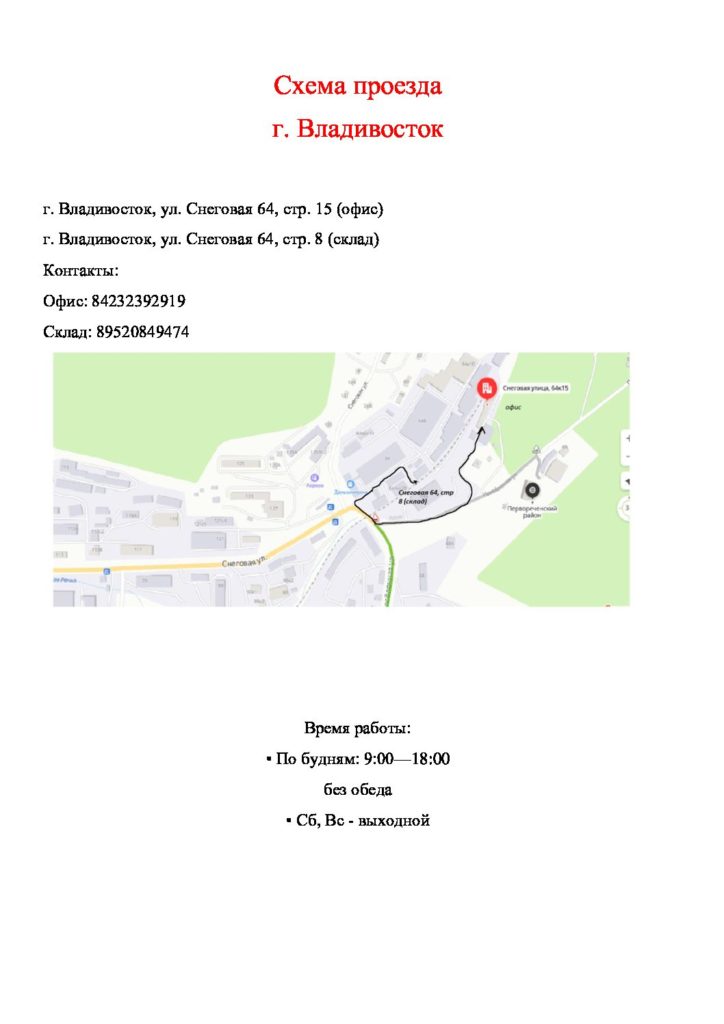 Схема проезда
г. Владивосток
г. Владивосток, ул. Снеговая 64, стр. 15 (офис)
г. Владивосток, ул. Снеговая 64, стр. 8 (склад)
Контакты:
Офис: 84232392919
Склад: 89520849474
Снеговая улица, 64к15
офис
Снеговая ул.
Снеговая 64, стр
8 (склад)
Первореченский
район
Снеговая ул.
Время работы:
▪ По будням: 9:00—18:00
без обеда
▪ Сб, Вс - выходной